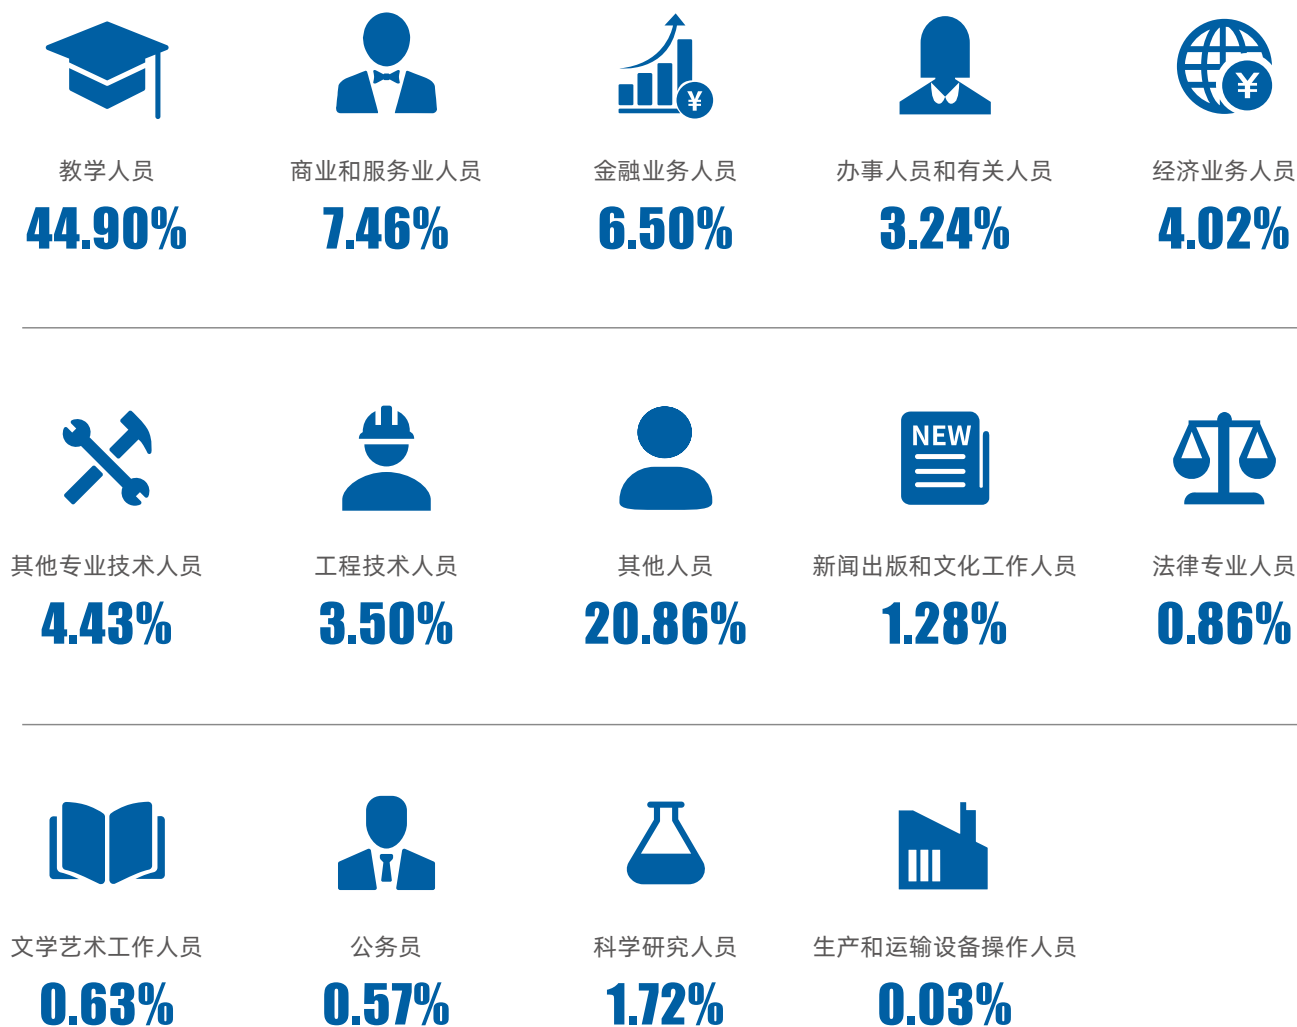 ¥
¥
教学人员
商业和服务业人员
金融业务人员
办事人员和有关人员
经济业务人员
44.90%
7.46%
6.50%
3.24%
4.02%
NEW
其他专业技术人员
工程技术人员
其他人员
新闻出版和文化工作人员
法律专业人员
4.43%
3.50%
20.86%
1.28%
0.86%
文学艺术工作人员
公务员
科学研究人员
生产和运输设备操作人员
0.63%
0.57%
1.72%
0.03%